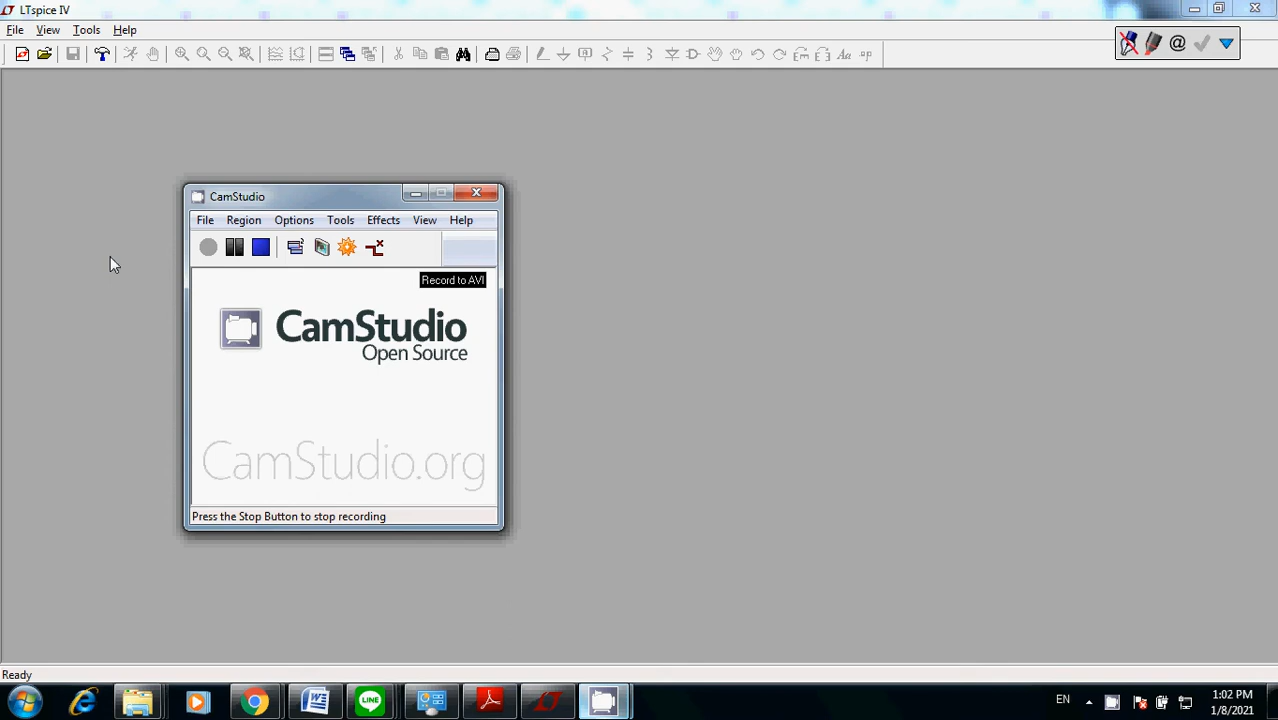 LTspice IV
File View Tools Help
CamStudio
File Region Options Tools Effects View Help
Record to AVI
CamStudio
Open Source
CamStudio.org
Press the Stop Button to stop recording
Ready
LINE
EN
1:02 PM
1/8/2021